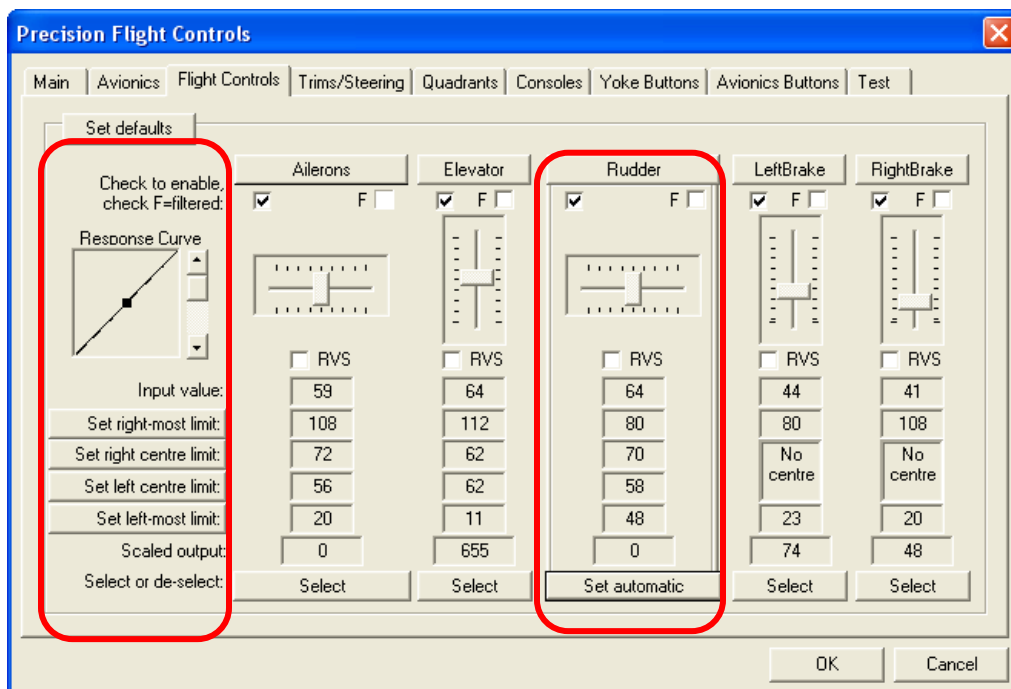 Precision Flight Controls
Main Avionics Flight Controls Trims/Steering Quadrants Consoles Yoke Buttons Avionics Buttons Test
Set defaults
Ailerons Elevator Rudder LeftBrake RightBrake
Check to enable,
check F=filtered:
F F F F F
Response Curve
RVS RVS RVS RVS RVS
Input value: 59 64 64 44 41
Set right-most limit: 108 112 80 80 108
Set right centre limit: 72 62 70 No centre No centre
Set left centre limit: 56 62 58
Set left-most limit: 20 11 48 23 20
Scaled output: 0 655 0 74 48
Select or de-select: Select Select Set automatic Select Select
OK Cancel